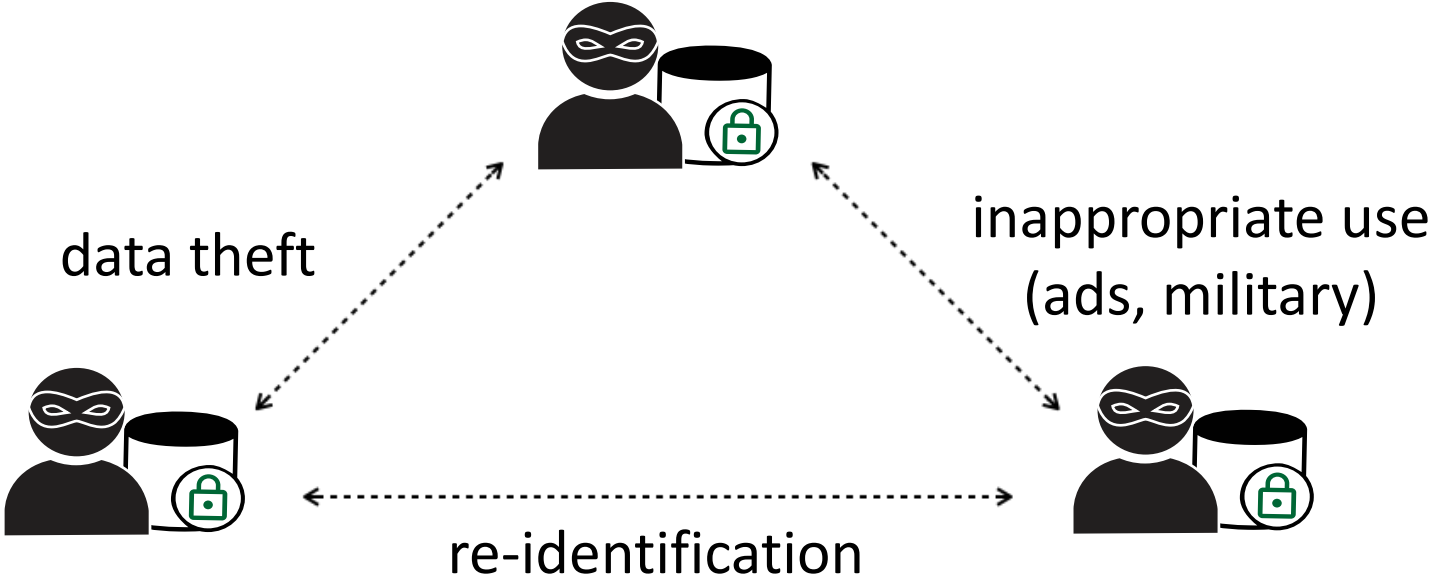 data theft
inappropriate use
(ads, military)
re-identification